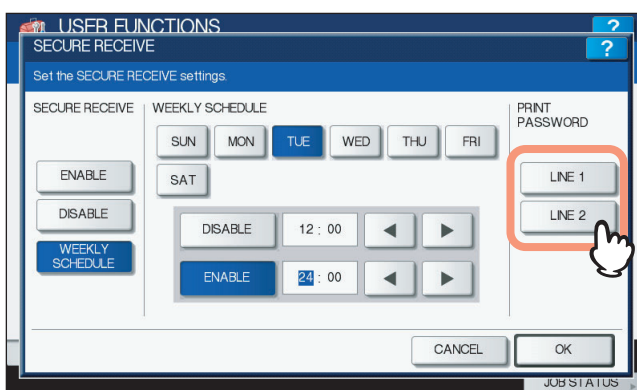 USER FUNCTIONS
?
SECURE RECEIVE
?
Set the SECURE RECEIVE settings.
SECURE RECEIVE
ENABLE
DISABLE
WEEKLY
SCHEDULE
WEEKLY SCHEDULE
SUN MON TUE WED THU FRI
SAT
DISABLE 12 : 00
ENABLE 24 : 00
PRINT
PASSWORD
LINE 1
LINE 2
CANCEL OK
JOB STATUS